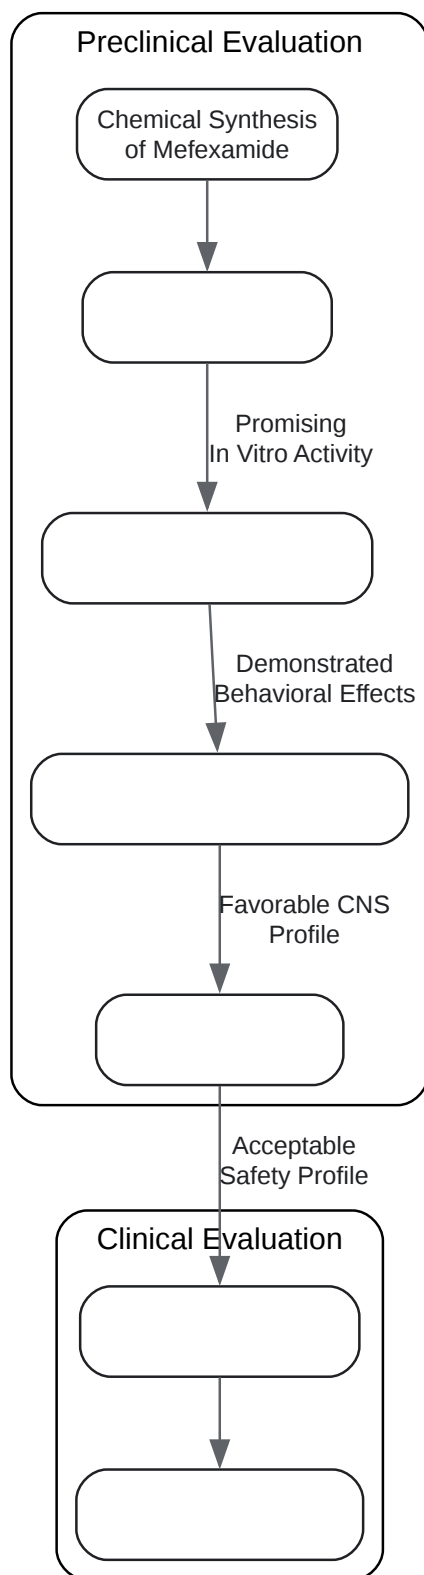 Preclinical Evaluation
Chemical Synthesis
of Mefexamide
Promising
In Vitro Activity
Demonstrated
Behavioral Effects
Favorable CNS
Profile
Acceptable
Safety Profile
Clinical Evaluation